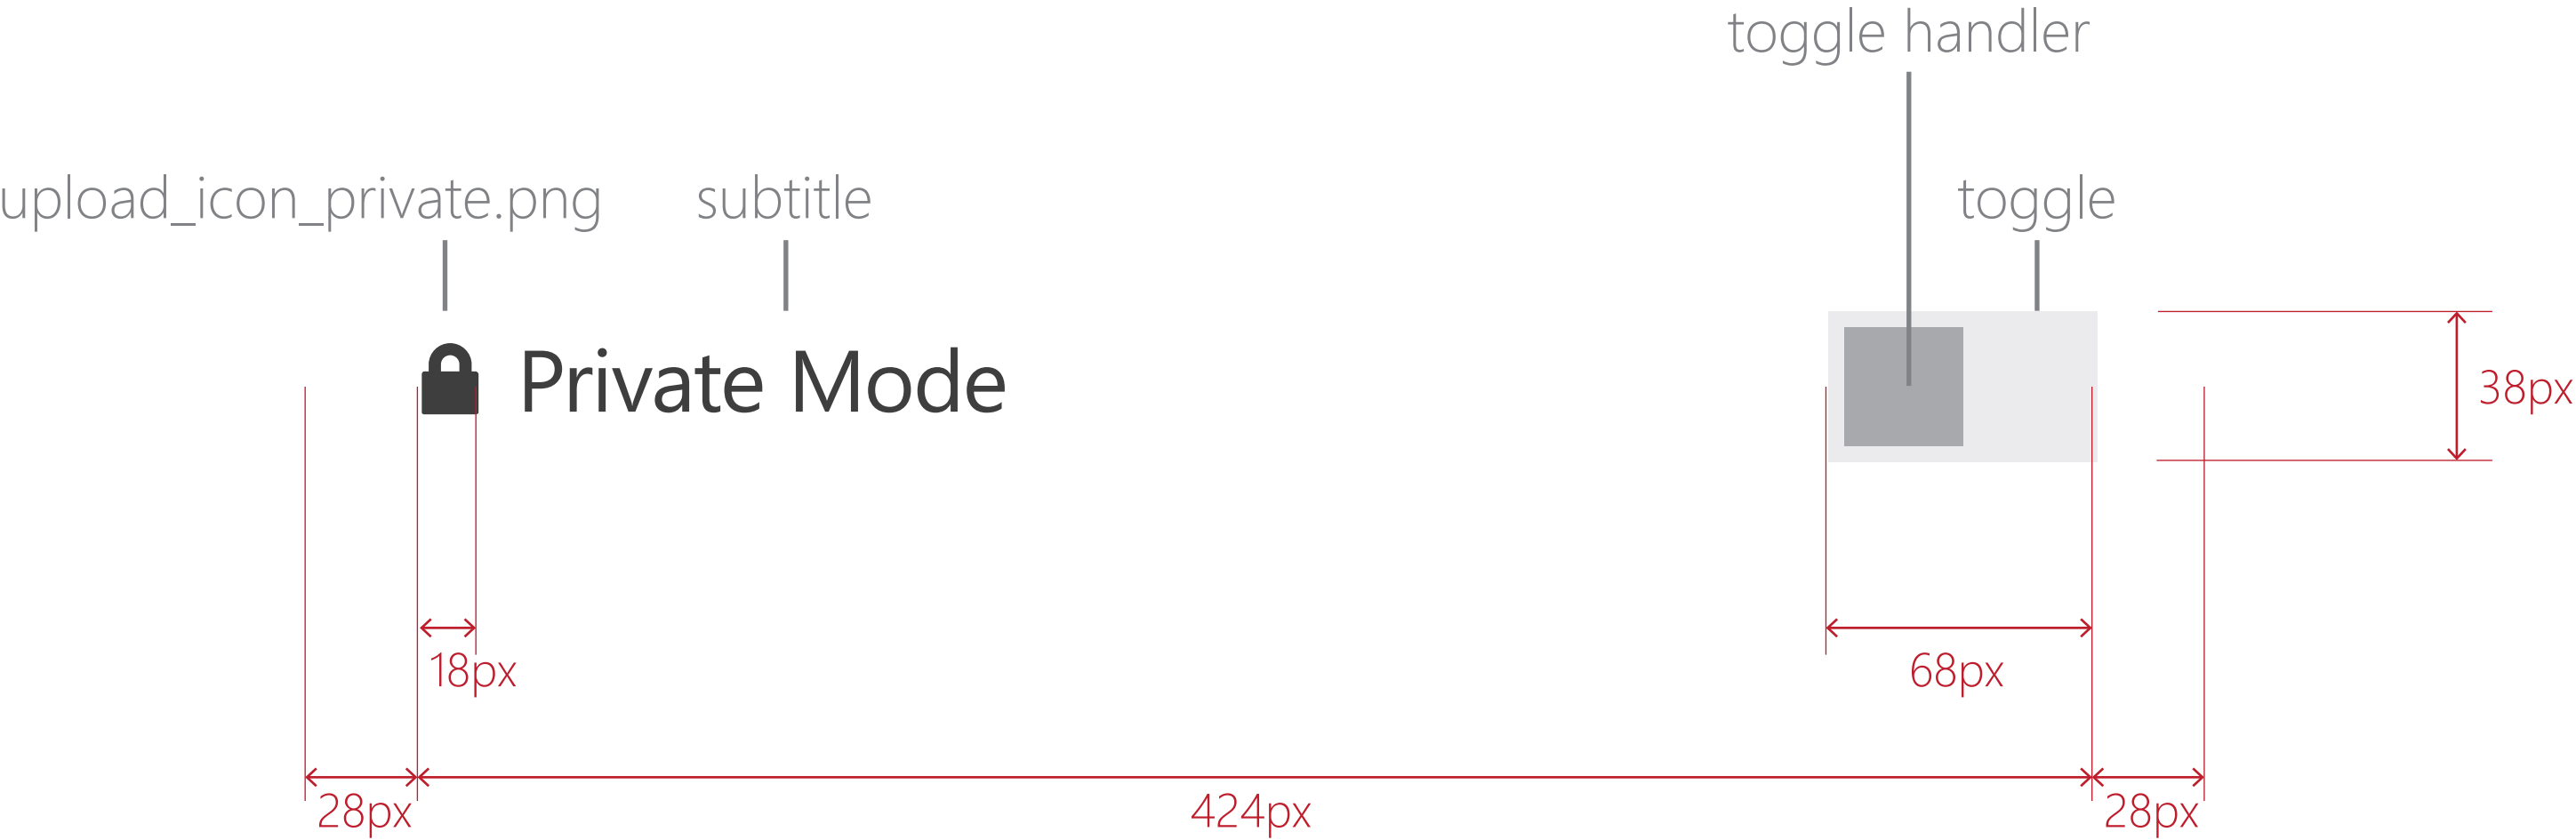 toggle handler
upload_icon_private.png
subtitle
toggle
Private Mode
38px
18px
68px
28px
424px
28px